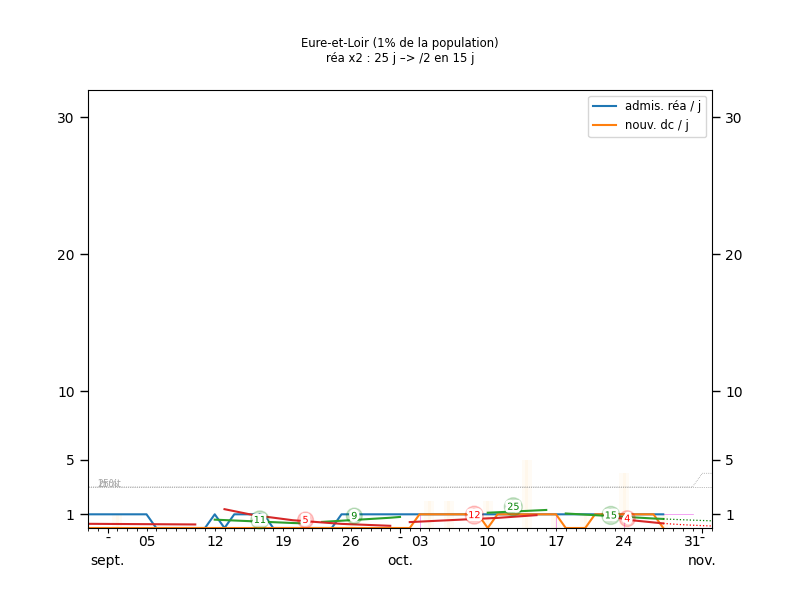 Eure-et-Loir (1% de la population)
réa x2 : 25 j –> /2 en 15 j
admis. réa / j
nouv. dc / j
30
30
20
20
10
10
5
5
1
1
11
5
9
12
25
15
4
- 05 12 19 26 - 03 10 17 24 31-
sept. oct. nov.